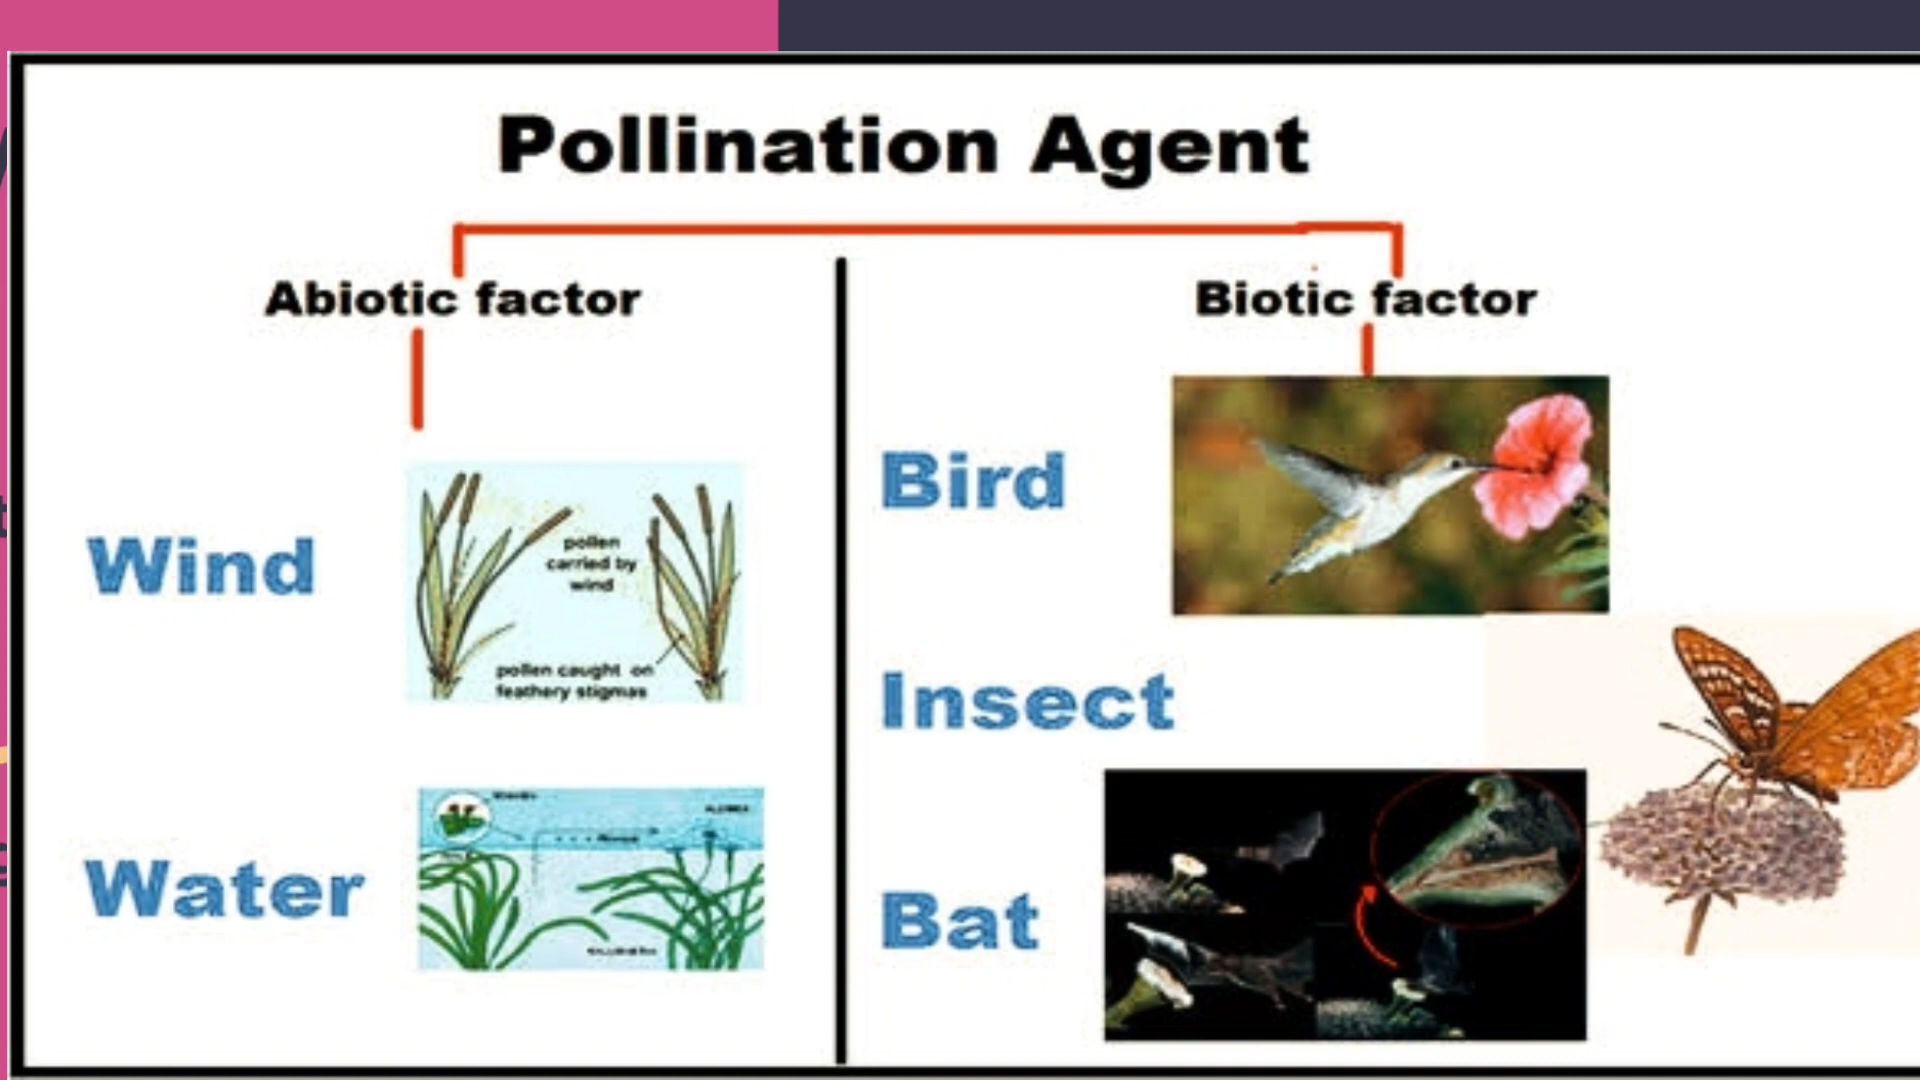 Pollination Agent
Abiotic factor
Biotic factor
Wind
pollen
carried by
wind
pollen caught on
feathery stigmas
Water
Bird
Insect
Bat